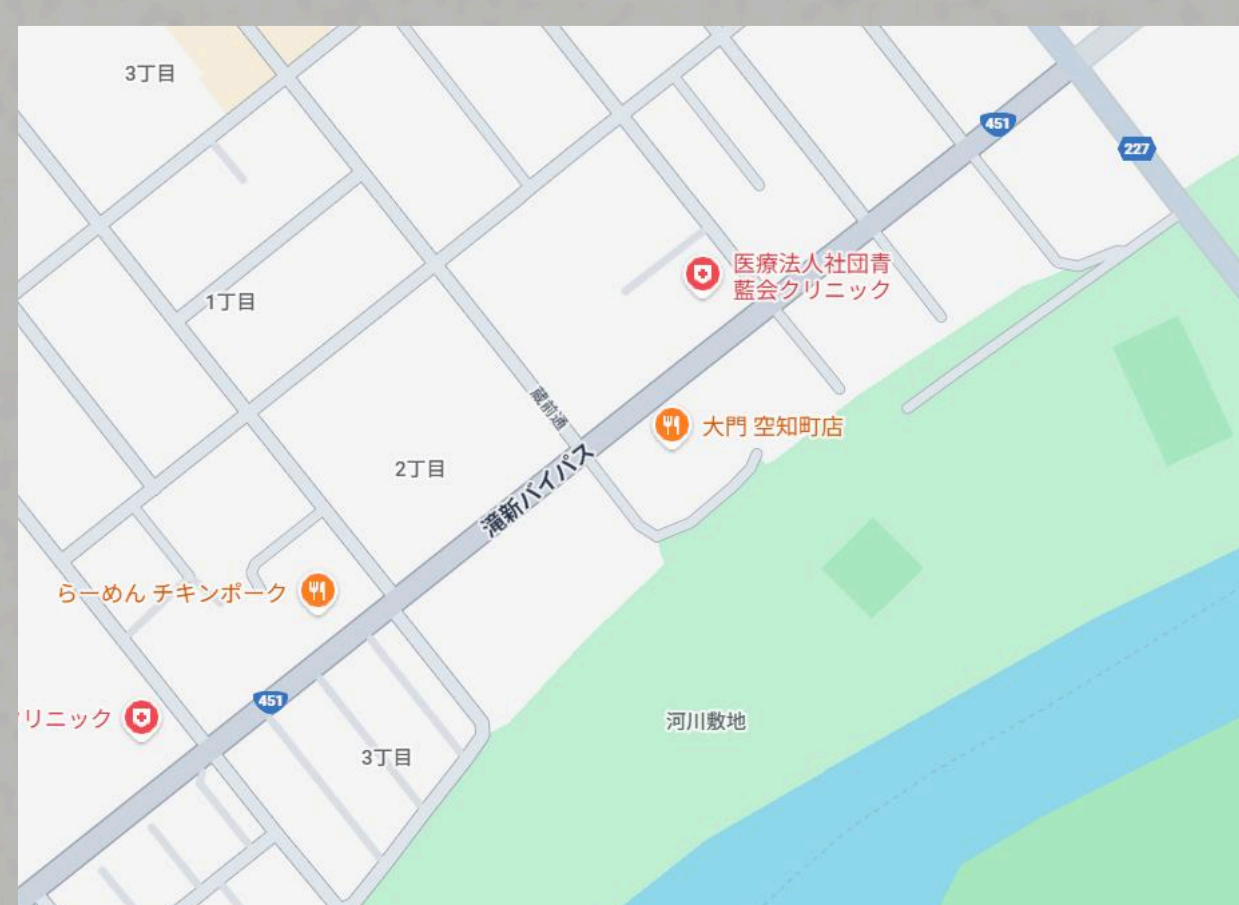 3丁目
451
227
医療法人社団青
藍会クリニック
1丁目
蔵前通
大門 空知町店
2丁目
滝新バイパス
らーめん チキンポーク
451
リニック
河川敷地
3丁目